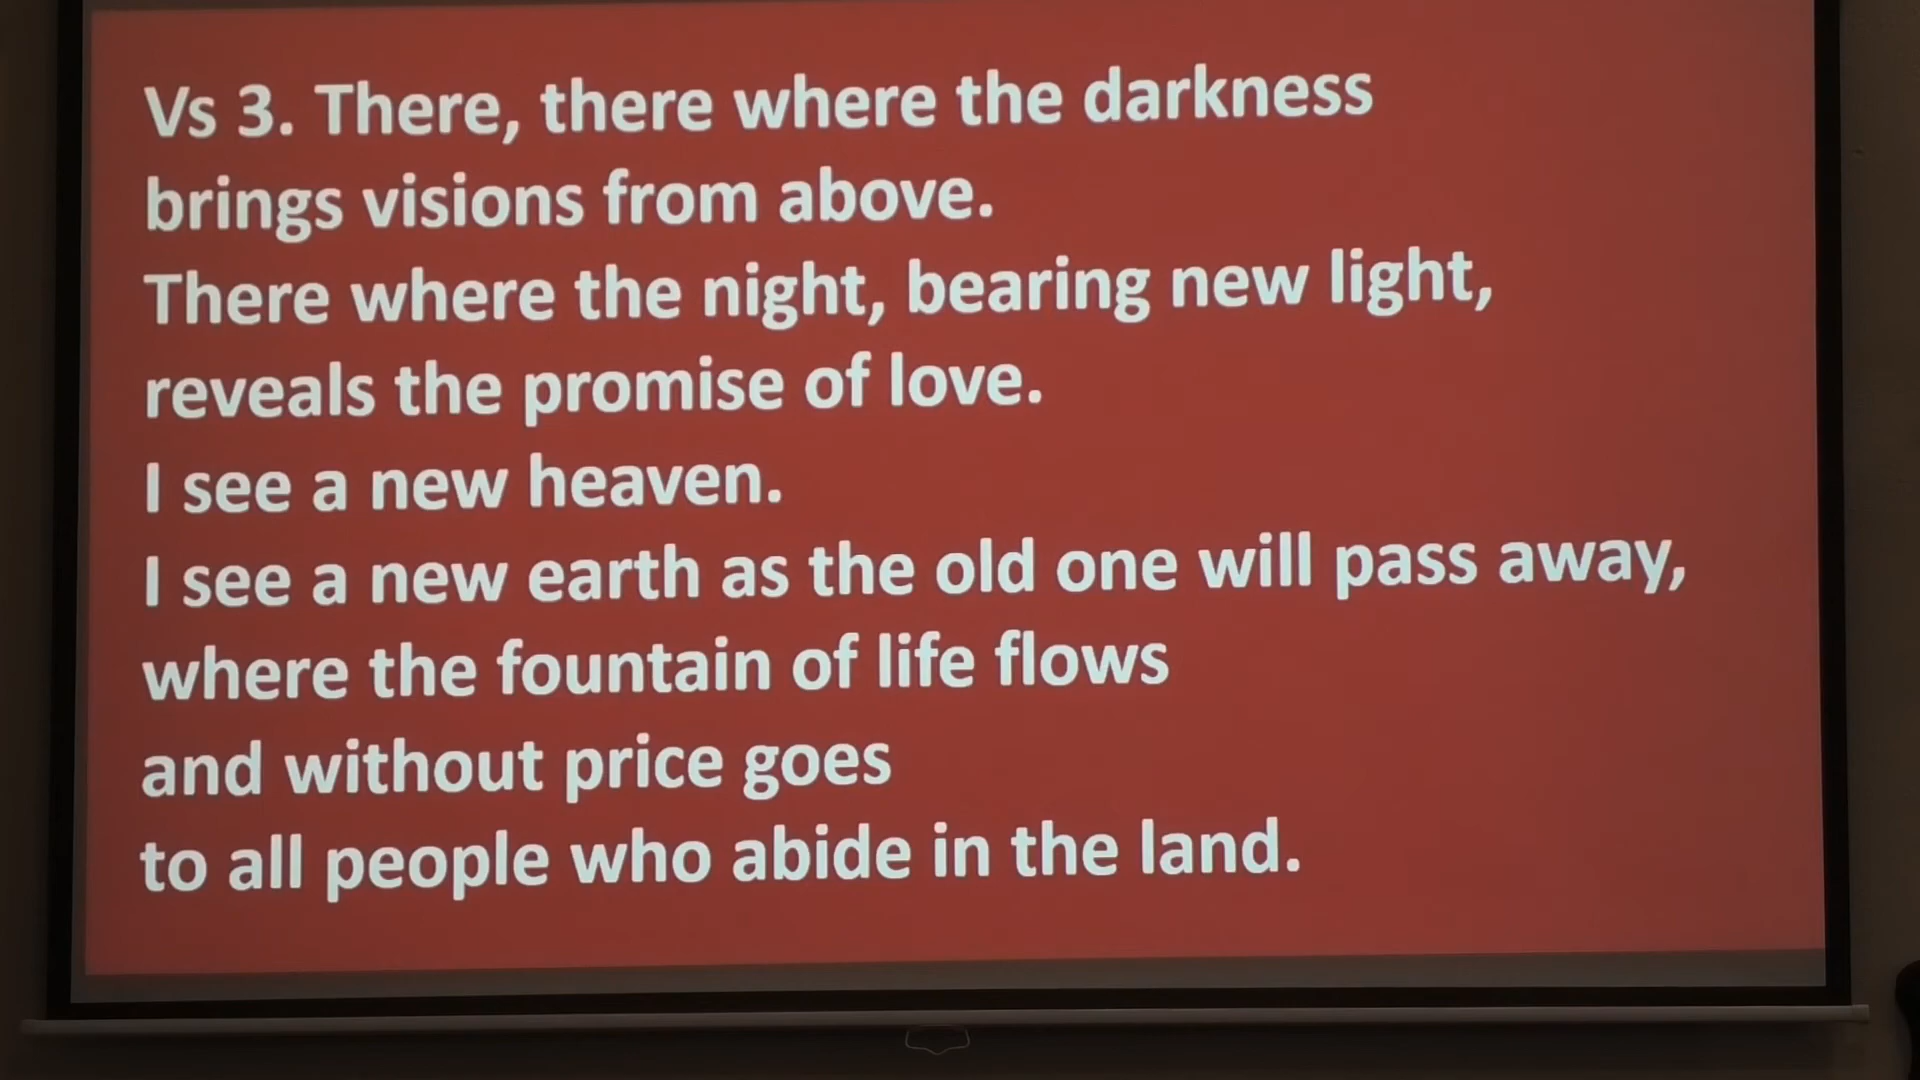 Vs 3. There, there where the darkness
brings visions from above.
There where the night, bearing new light,
reveals the promise of love.
I see a new heaven.
I see a new earth as the old one will pass away,
where the fountain of life flows
and without price goes
to all people who abide in the land.